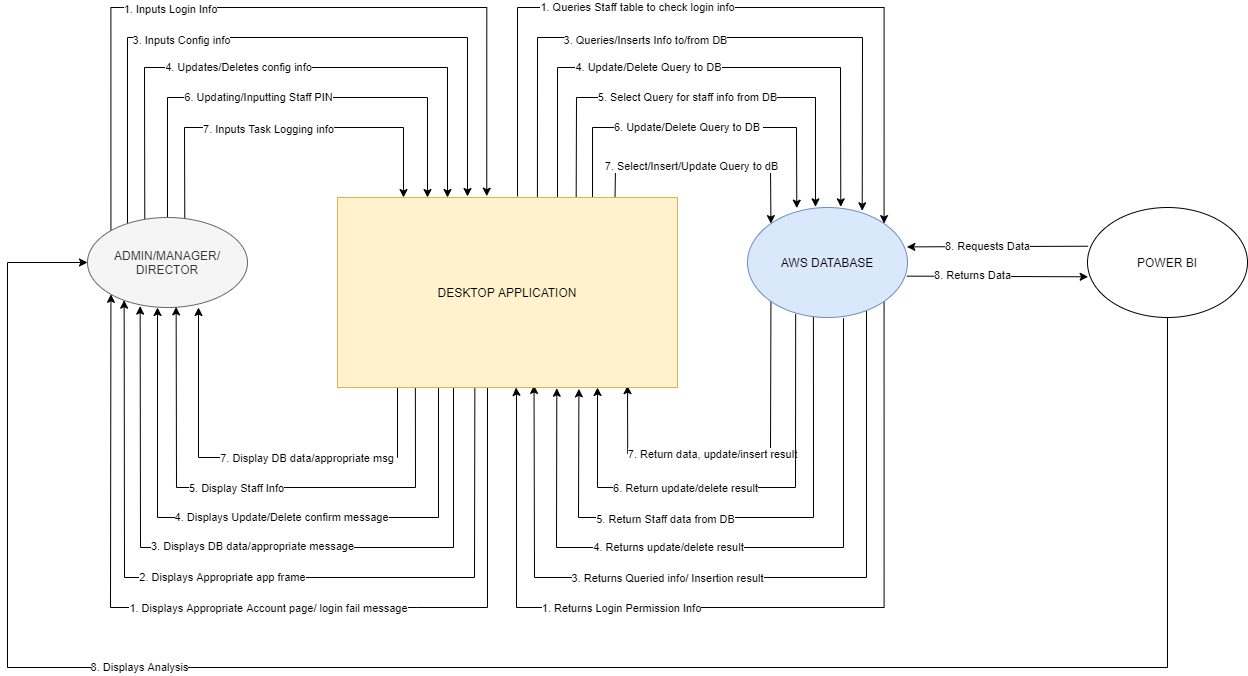 1. Inputs Login Info
1. Queries Staff table to check login info
3. Inputs Config info
3. Queries/Inserts Info to/from DB
4. Updates/Deletes config info
4. Update/Delete Query to DB
6. Updating/Inputting Staff PIN
5. Select Query for staff info from DB
7. Inputs Task Logging info
6. Update/Delete Query to DB
7. Select/Insert/Update Query to dB
ADMIN/MANAGER/
DIRECTOR
DESKTOP APPLICATION
AWS DATABASE
8. Requests Data
8. Returns Data
POWER BI
7. Display DB data/appropriate msg
7. Return data, update/insert result
5. Display Staff Info
6. Return update/delete result
4. Displays Update/Delete confirm message
5. Return Staff data from DB
3. Displays DB data/appropriate message
4. Returns update/delete result
2. Displays Appropriate app frame
3. Returns Queried info/ Insertion result
1. Displays Appropriate Account page/ login fail message
1. Returns Login Permission Info
8. Displays Analysis